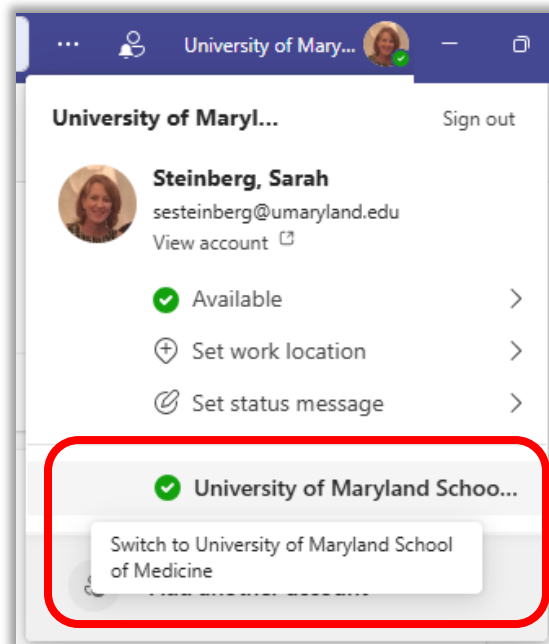 University of Mary...
University of Maryl...
Sign out
Steinberg, Sarah
sesteinberg@umaryland.edu
View account
Available
Set work location
Set status message
University of Maryland Schoo...
Switch to University of Maryland School
of Medicine